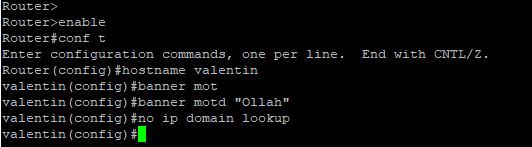 Router>
Router>enable
Router#conf t
Enter configuration commands, one per line.  End with CNTL/Z.
Router(config)#hostname valentin
valentin(config)#banner mot
valentin(config)#banner motd "Ollah"
valentin(config)#no ip domain lookup
valentin(config)#